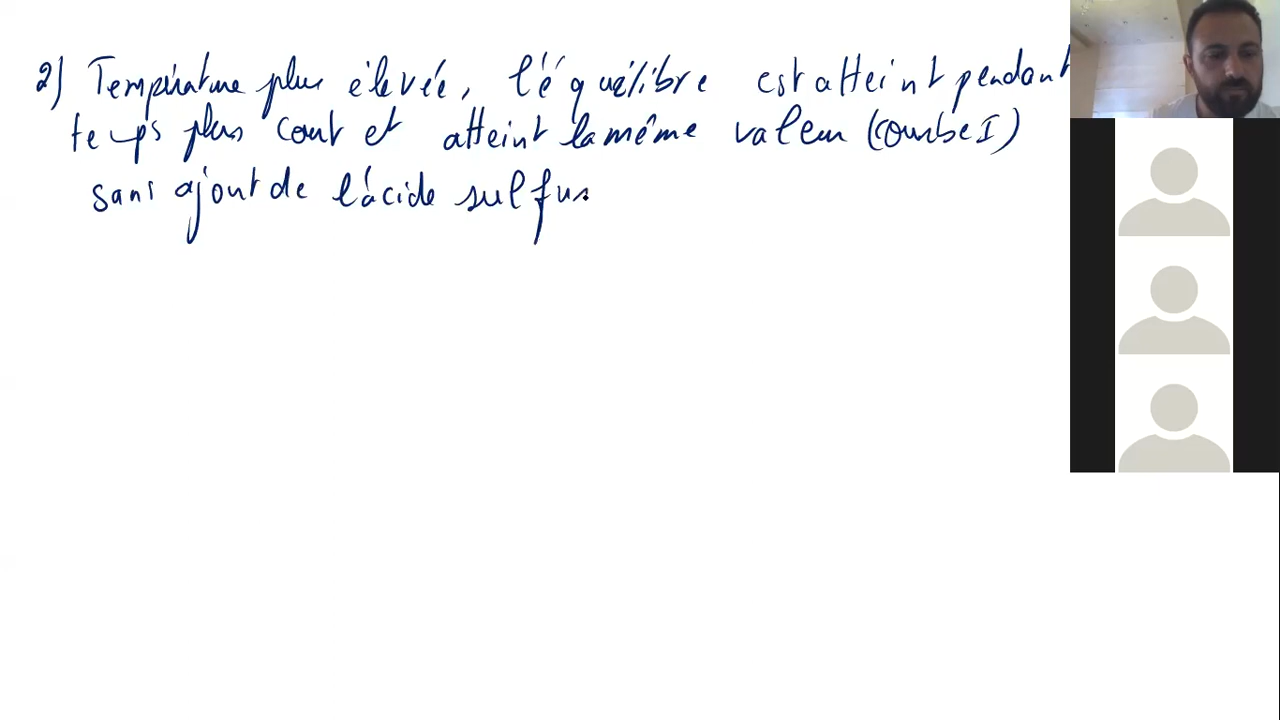 2) Température plus élevée, l'équilibre est atteint pendant
temps plus court et atteint la même valeur (courbe I)
sans ajout de l'acide sulfu